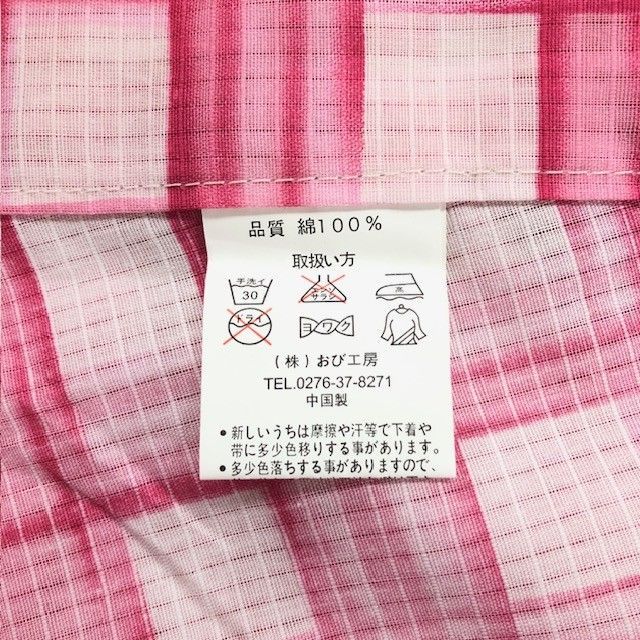 品質 綿100%
取扱い方
手洗イ
30
エンソ
サラシ
高
ドライ
ヨワク
(株)おび工房
TEL.0276-37-8271
中国製
●新しいうちは摩擦や汗等で下着や
帯に多少色移りする事があります。
●多少色落ちする事がありますので、